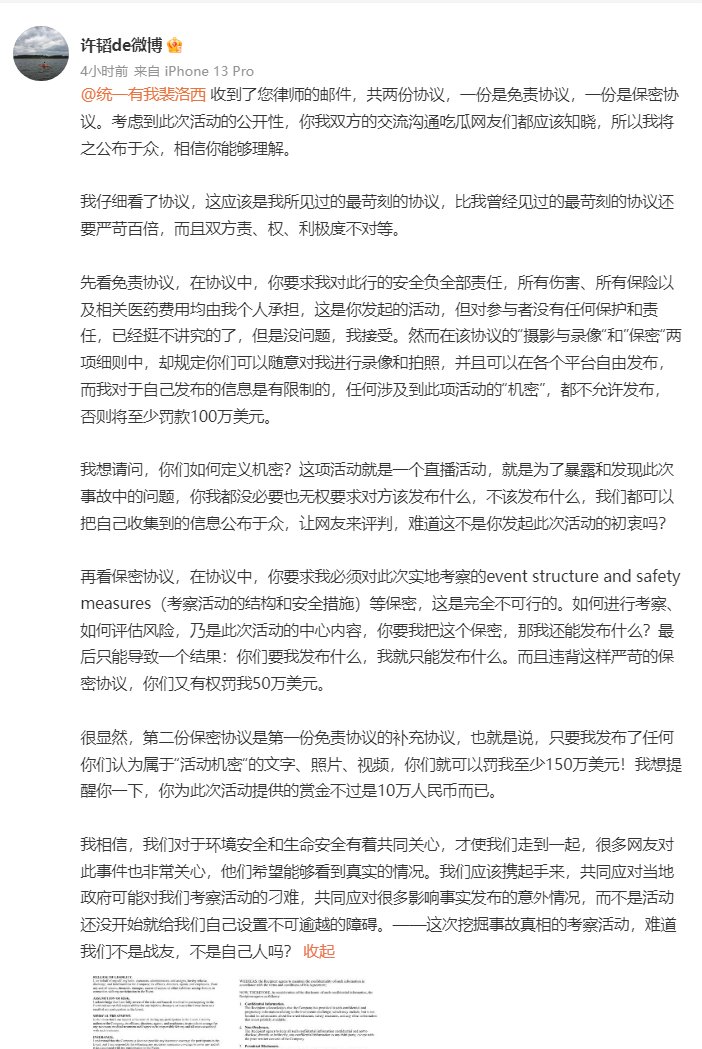 许韬de微博
4小时前 来自 iPhone 13 Pro
@统一有我裴洛西 收到了您律师的邮件，共两份协议，一份是免责协议，一份是保密协
议。考虑到此次活动的公开性，你我双方的交流沟通吃瓜网友们都应该知晓，所以我将
之公布于众，相信你能够理解。
我仔细看了协议，这应该是我所见过的最苛刻的协议，比我曾经见过的最苛刻的协议还
要严苛百倍，而且双方责、权、利极度不对等。
先看免责协议，在协议中，你要求我对此行的安全负全部责任，所有伤害、所有保险以
及相关医药费用均由我个人承担，这是你发起的活动，但对参与者没有任何保护和责
任，已经挺不讲究的了，但是没问题，我接受。然而在该协议的“摄影与录像“和”保密“两
项细则中，却规定你们可以随意对我进行录像和拍照，并且可以在各个平台自由发布，
而我对于自己发布的信息是有限制的，任何涉及到此项活动的“机密”，都不允许发布，
否则将至少罚款100万美元。
我想请问，你们如何定义机密？这项活动就是一个直播活动，就是为了暴露和发现此次
事故中的问题，你我都没必要也无权要求对方该发布什么，不该发布什么，我们都可以
把自己收集到的信息公布于众，让网友来评判，难道这不是你发起此次活动的初衷吗？
再看保密协议，在协议中，你要求我必须对此次实地考察的event structure and safety
measures（考察活动的结构和安全措施）等保密，这是完全不可行的。如何进行考察、
如何评估风险，乃是此次活动的中心内容，你要我把这个保密，那我还能发布什么？最
后只能导致一个结果：你们要我发布什么，我就只能发布什么。而且违背这样严苛的保
密协议，你们又有权罚我50万美元。
很显然，第二份保密协议是第一份免责协议的补充协议，也就是说，只要我发布了任何
你们认为属于“活动机密“的文字、照片、视频，你们就可以罚我至少150万美元！我想提
醒你一下，你为此次活动提供的赏金不过是10万人民币而已。
我相信，我们对于环境安全和生命安全有着共同关心，才使我们走到一起，很多网友对
此事件也非常关心，他们希望能够看到真实的情况。我们应该携起手来，共同应对当地
政府可能对我们考察活动的刁难，共同应对很多影响事实发布的意外情况，而不是活动
还没开始就给我们自己设置不可逾越的障碍。——这次挖掘事故真相的考察活动，难道
我们不是战友，不是自己人吗？ 收起
RELEASE OF LIABILITY:
ASSUMPTION OF RISK:
INSURANCE: